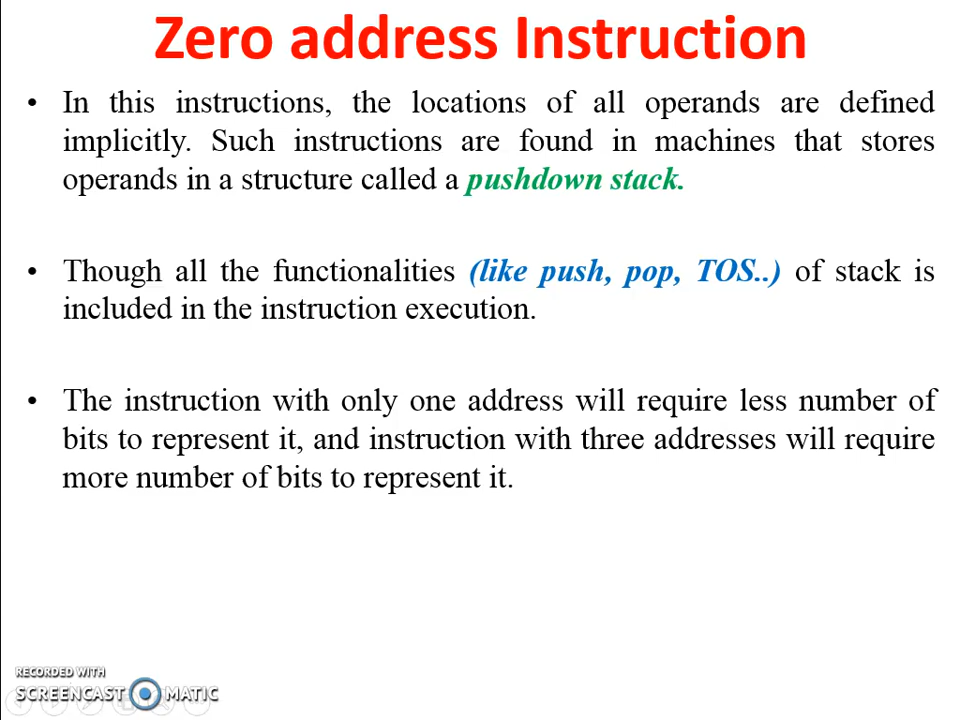 Zero address Instruction
• In this instructions, the locations of all operands are defined
implicitly. Such instructions are found in machines that stores
operands in a structure called a pushdown stack.
• Though all the functionalities (like push, pop, TOS..) of stack is
included in the instruction execution.
• The instruction with only one address will require less number of
bits to represent it, and instruction with three addresses will require
more number of bits to represent it.
RECORDED WITH
SCREENCAST MATIC